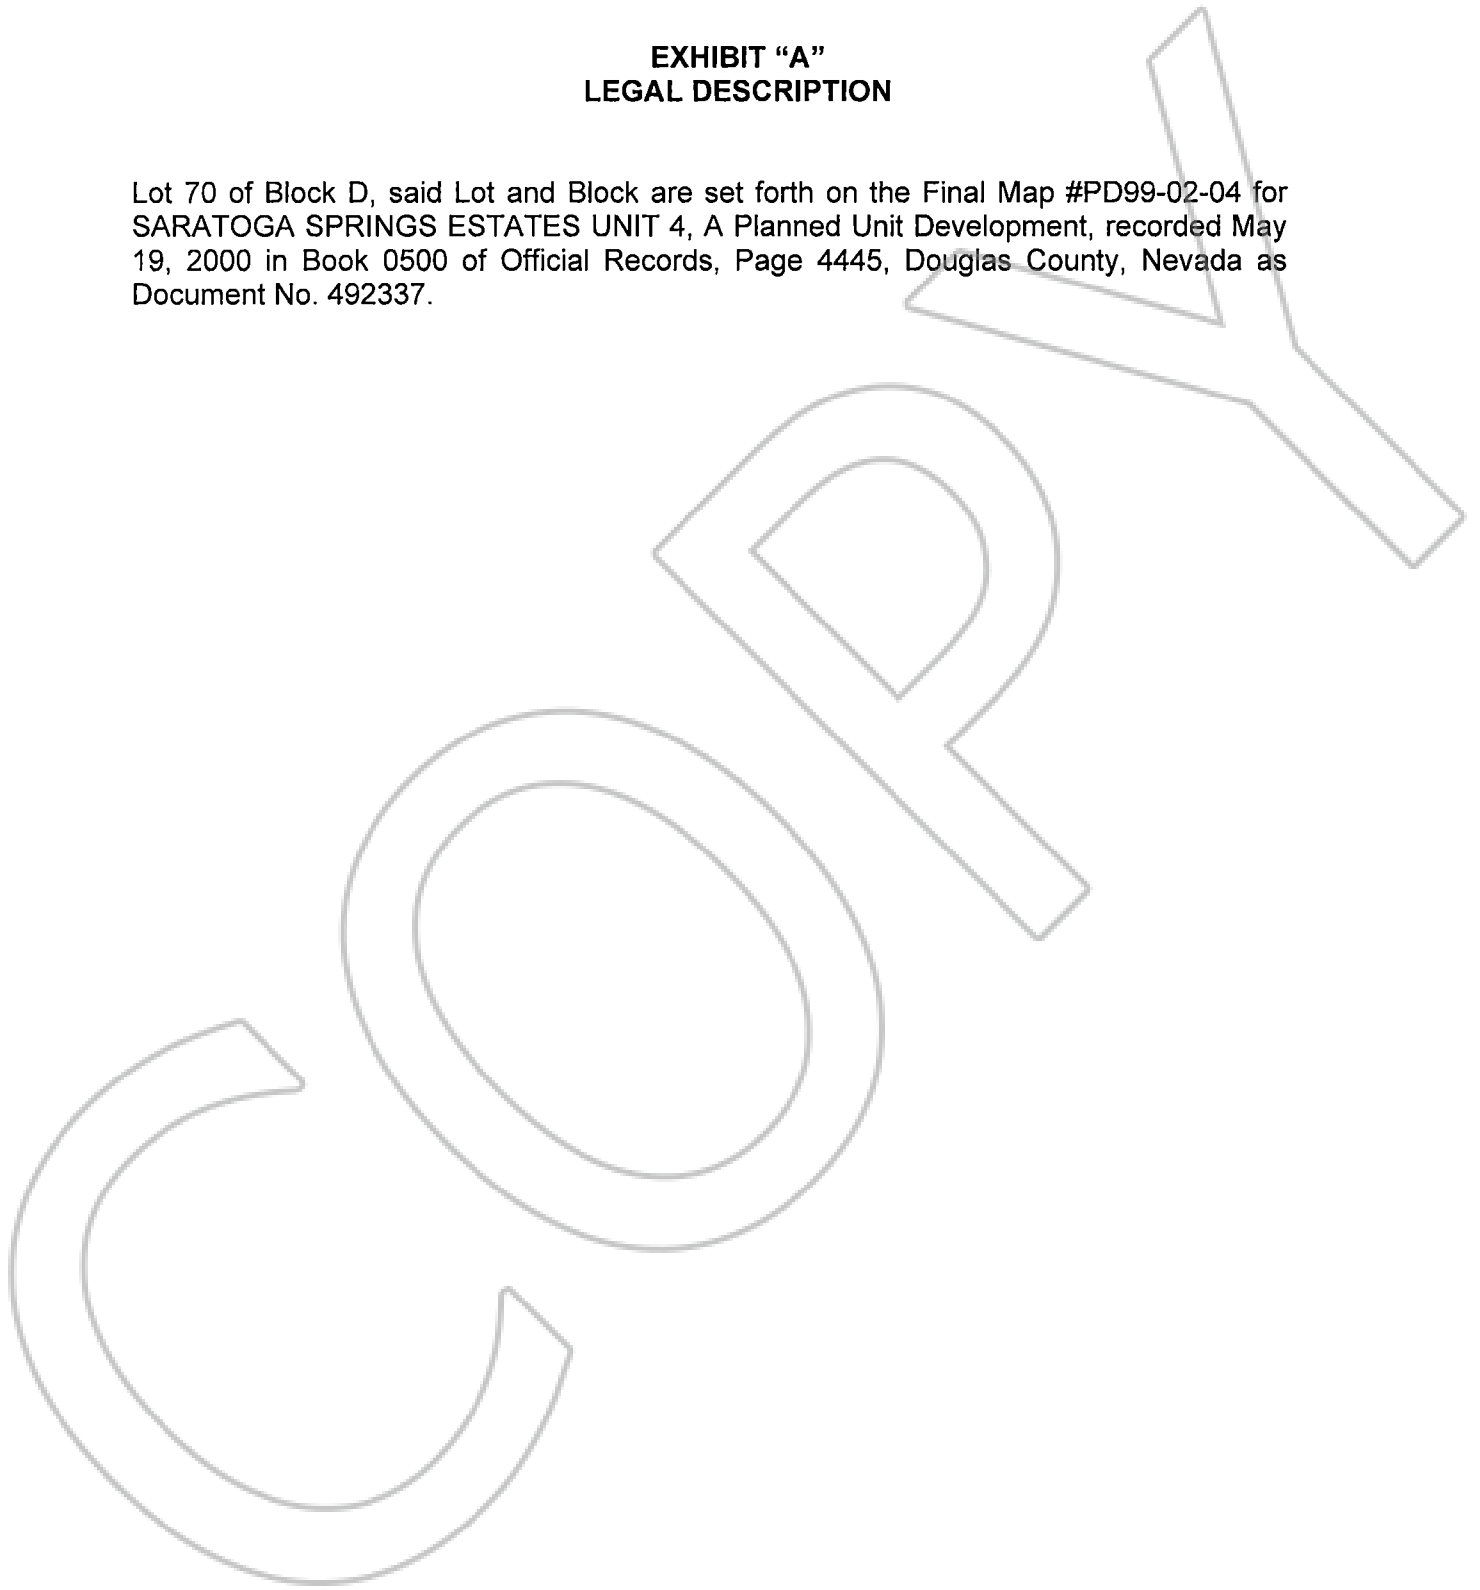 EXHIBIT “A”
LEGAL DESCRIPTION
Lot 70 of Block D, said Lot and Block are set forth on the Final Map #PD99-02-04 for
SARATOGA SPRINGS ESTATES UNIT 4, A Planned Unit Development, recorded May
19, 2000 in Book 0500 of Official Records, Page 4445, Douglas County, Nevada as
Document No. 492337.
COPY